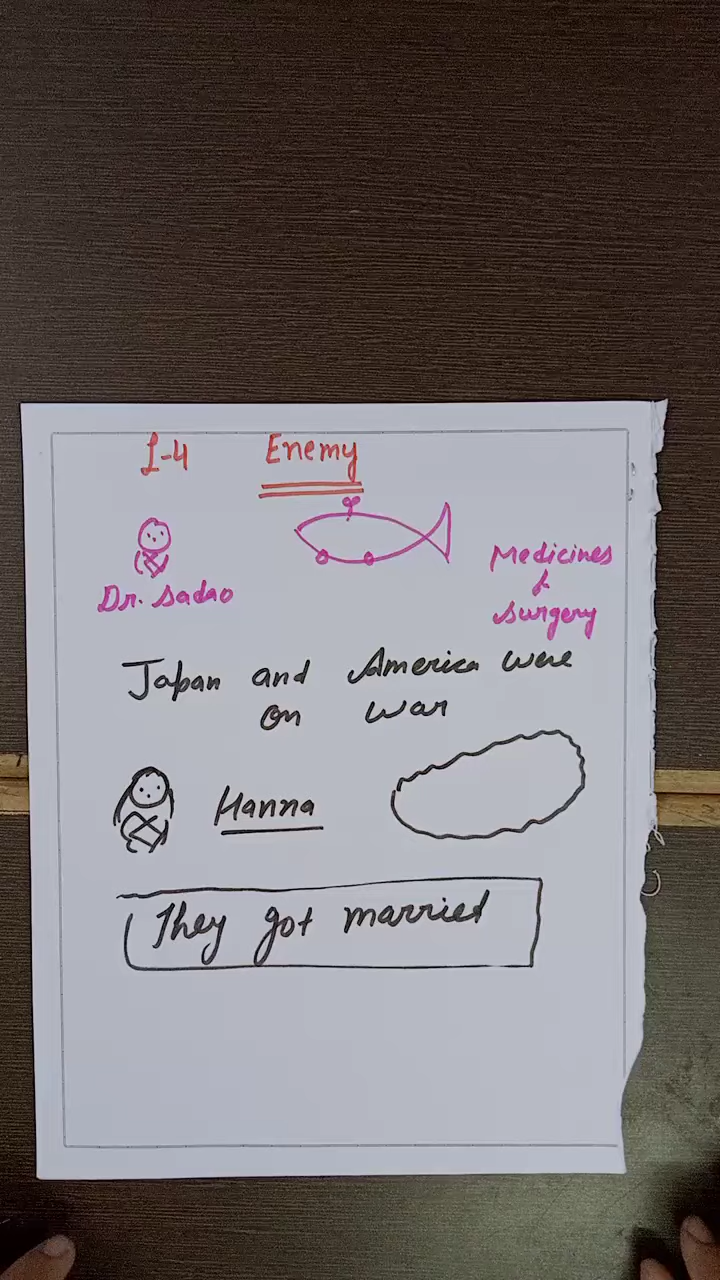 L-4 Enemy
Dr. Sadao
Medicines
&
Surgery
Japan and America were
on war
Hanna
They got married